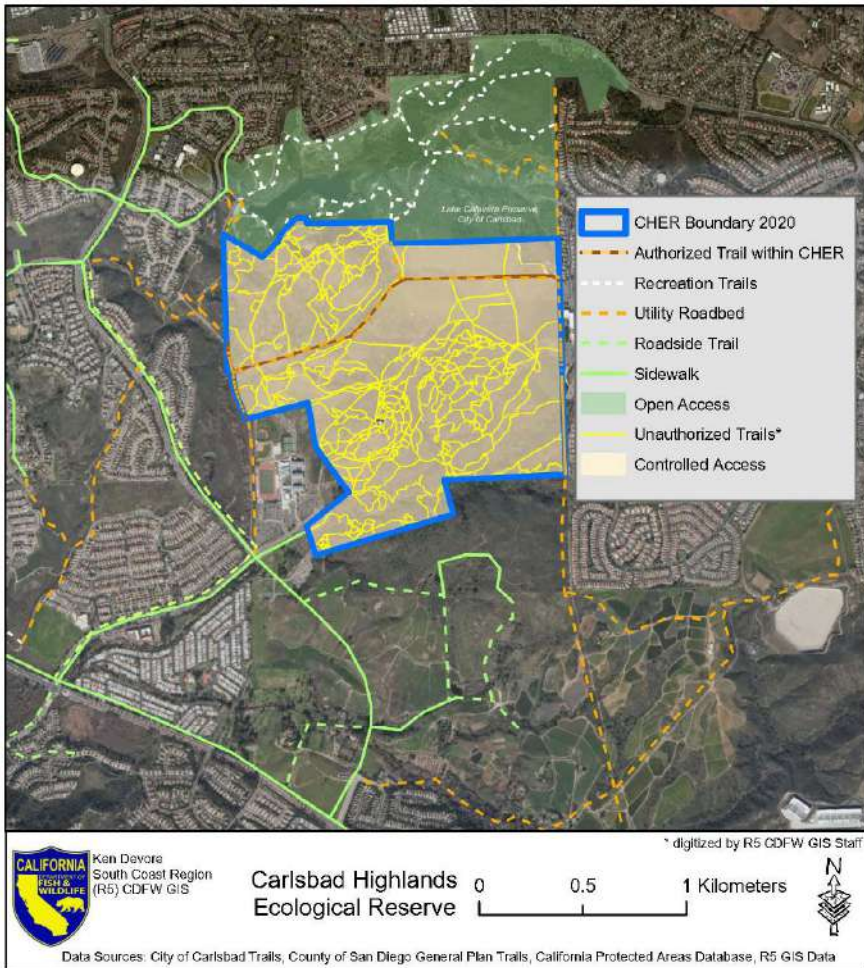 Lake Calavera Preserve,
City of Carlsbad
CHER Boundary 2020
Authorized Trail within CHER
Recreation Trails
Utility Roadbed
Roadside Trail
Sidewalk
Open Access
Unauthorized Trails*
Controlled Access
* digitized by R5 CDFW GIS Staff
CALIFORNIA
DEPARTMENT OF
FISH &
WILDLIFE
Ken Devore
South Coast Region
(R5) CDFW GIS
Carlsbad Highlands
Ecological Reserve
0 0.5 1 Kilometers
N
Data Sources: City of Carlsbad Trails, County of San Diego General Plan Trails, California Protected Areas Database, R5 GIS Data